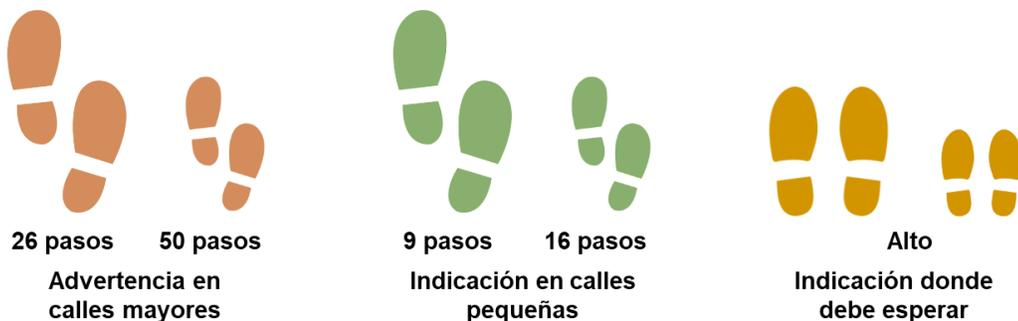 26 pasos 50 pasos 9 pasos 16 pasos Alto
Advertencia en calles mayores
Indicación en calles pequeñas
Indicación donde debe esperar